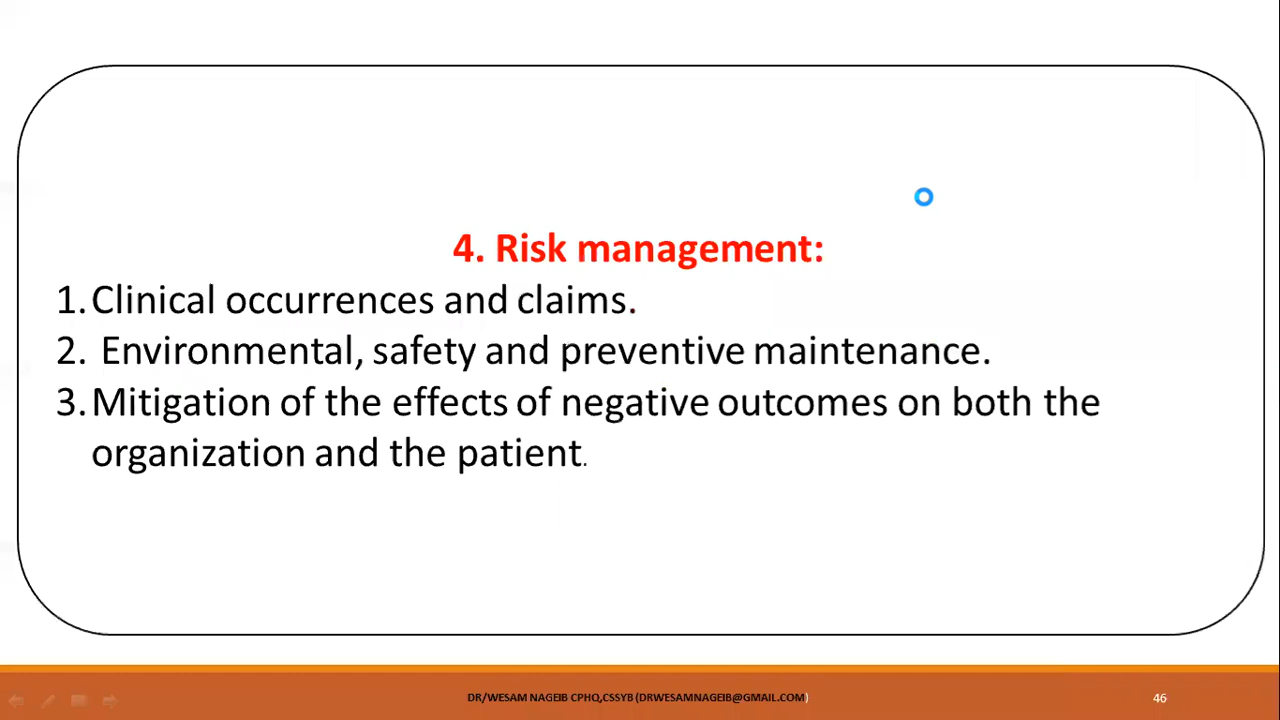 4. Risk management:
1. Clinical occurrences and claims.
2. Environmental, safety and preventive maintenance.
3. Mitigation of the effects of negative outcomes on both the
organization and the patient.
DR/WESAM NAGEIB CPHQ,CSSYB (DRWESAMNAGEIB@GMAIL.COM)
46